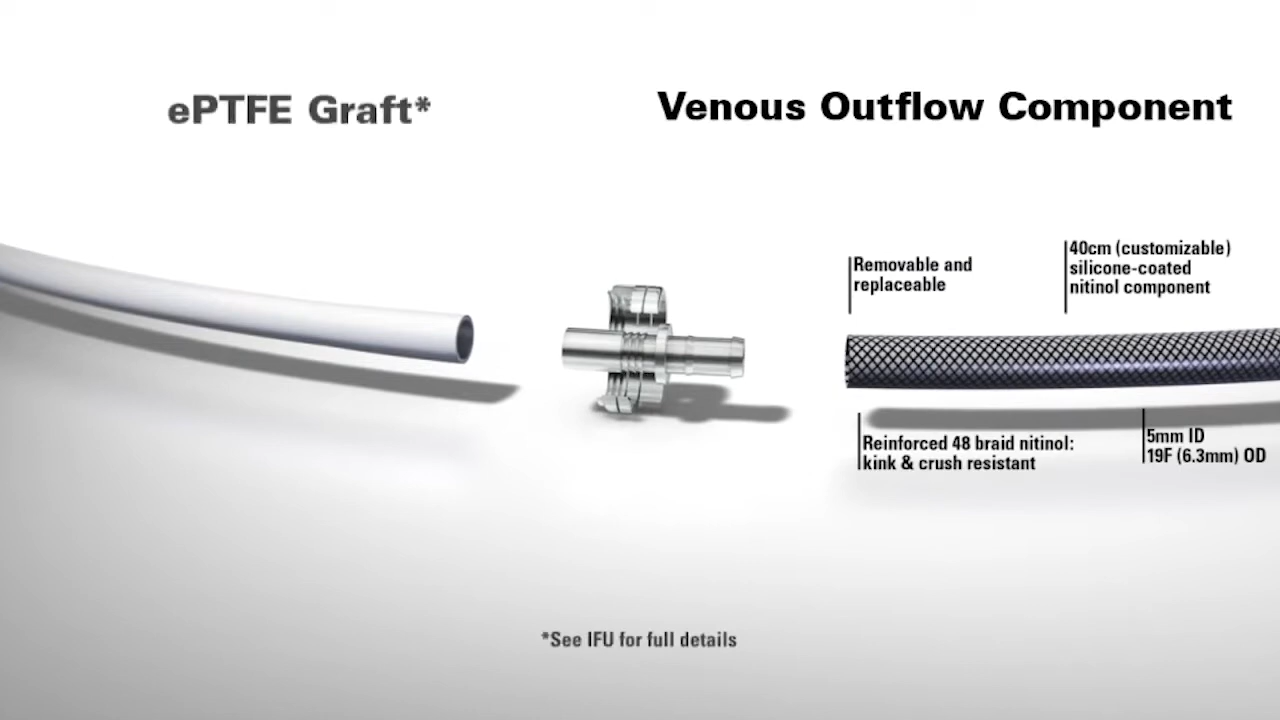 ePTFE Graft*
Venous Outflow Component
Removable and
replaceable
40cm (customizable)
silicone-coated
nitinol component
Reinforced 48 braid nitinol:
kink & crush resistant
5mm ID
19F (6.3mm) OD
*See IFU for full details